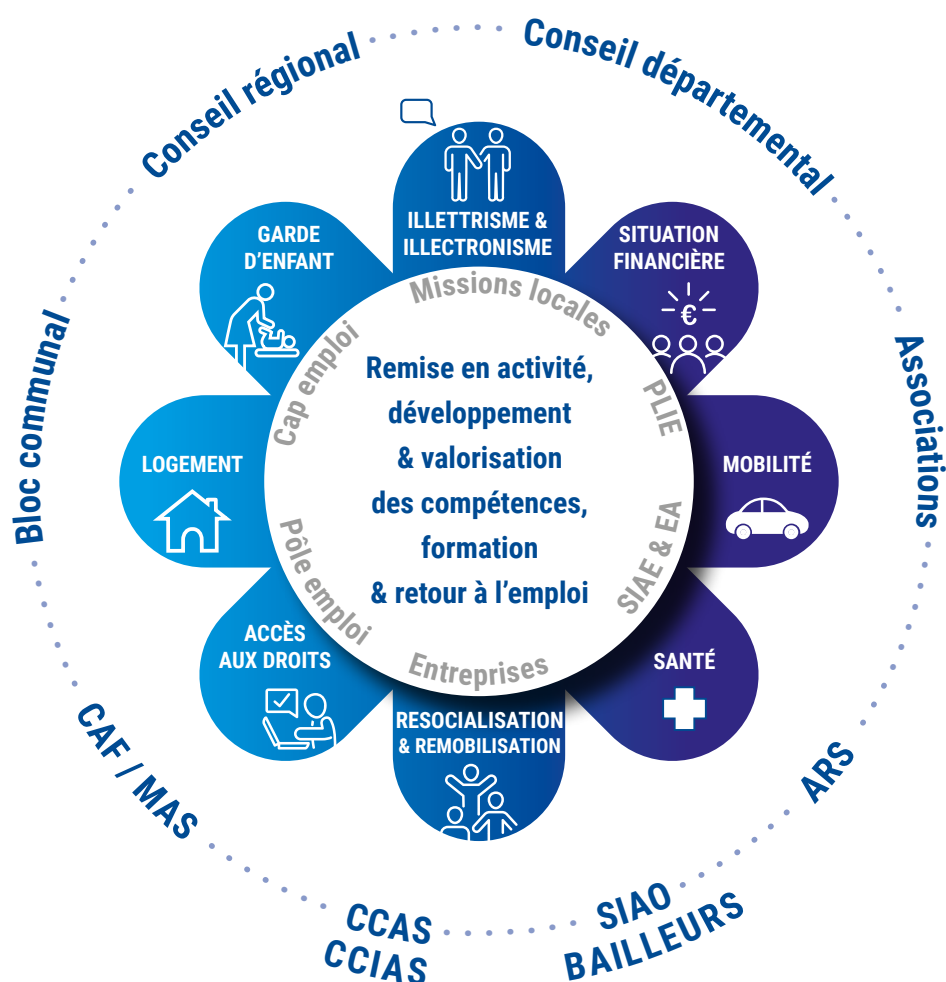 Conseil régional
Conseil départemental
Associations
ARS
SIAO
BAILLEURS
CCAS
CCIAS
CAF / MAS
Bloc communal
ILLETTRISME &
ILLECTRONISME
SITUATION
FINANCIÈRE
€
MOBILITÉ
SANTÉ
RESOCIALISATION
& REMOBILISATION
ACCÈS
AUX DROITS
LOGEMENT
GARDE
D'ENFANT
Missions locales
PLIE
SIAE & EA
Entreprises
Pôle emploi
Cap emploi
Remise en activité,
développement
& valorisation
des compétences,
formation
& retour à l'emploi